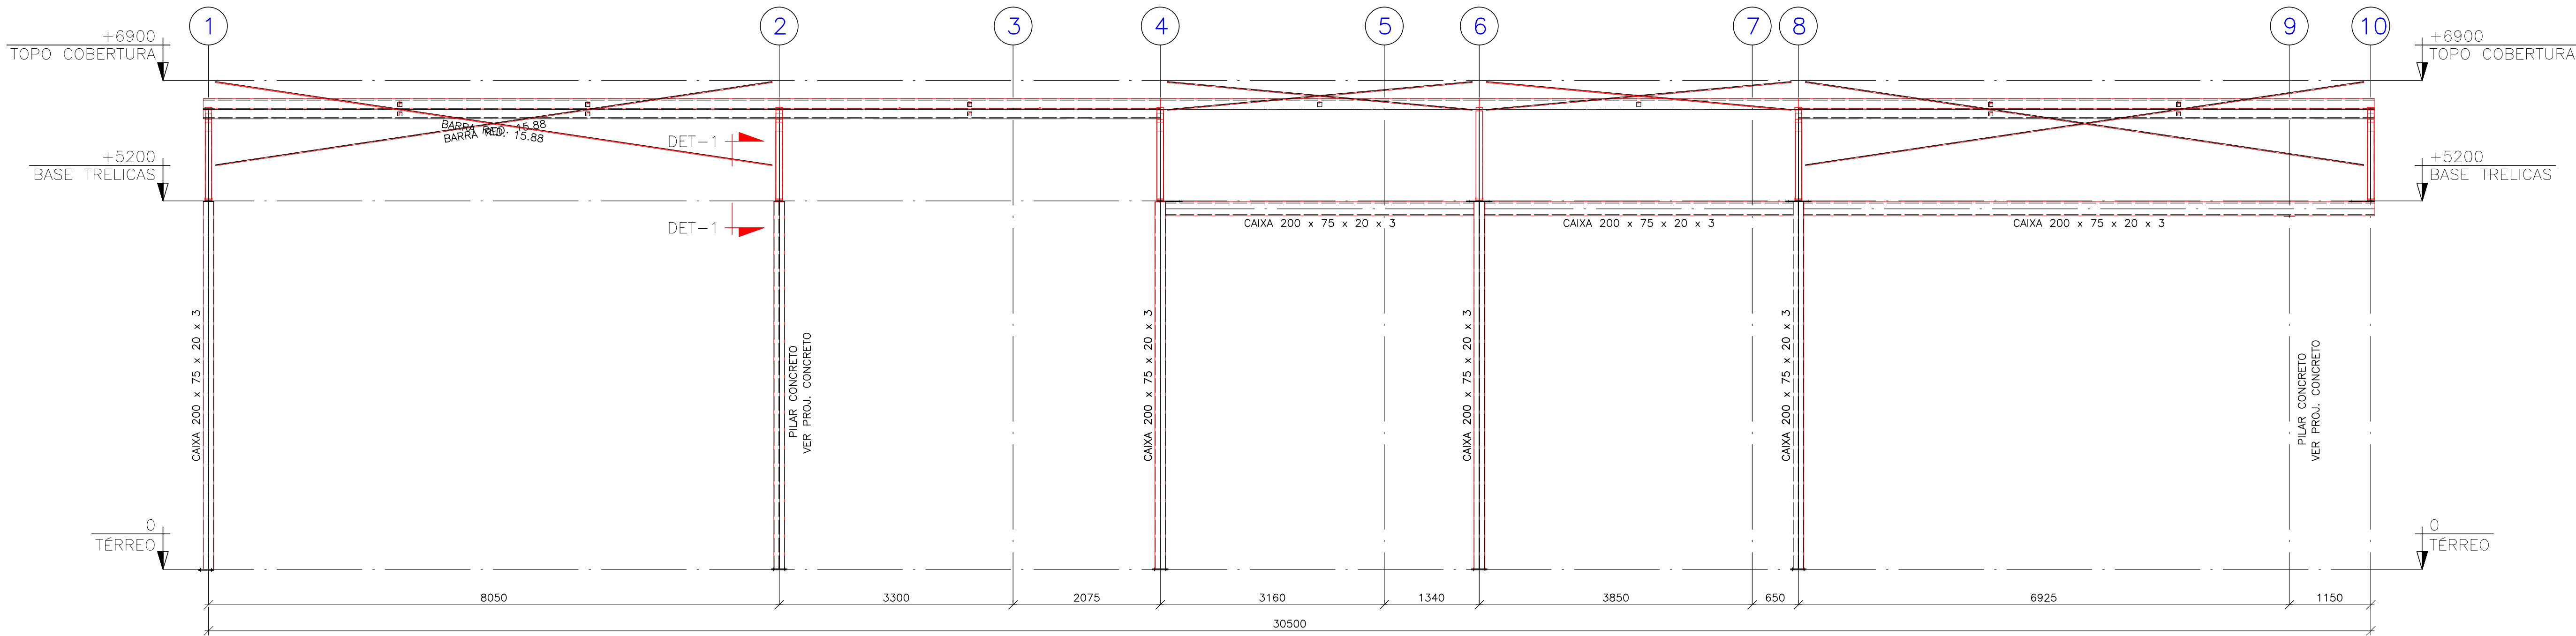 1 2 3 4 5 6 7 8 9 10
+6900
TOPO COBERTURA
+6900
TOPO COBERTURA
BARRA RED. 15.88
BARRA RED. 15.88
DET-1
+5200
BASE TRELICAS
+5200
BASE TRELICAS
DET-1
CAIXA 200 x 75 x 20 x 3
CAIXA 200 x 75 x 20 x 3
CAIXA 200 x 75 x 20 x 3
CAIXA 200 x 75 x 20 x 3
PILAR CONCRETO
VER PROJ. CONCRETO
CAIXA 200 x 75 x 20 x 3
CAIXA 200 x 75 x 20 x 3
CAIXA 200 x 75 x 20 x 3
PILAR CONCRETO
VER PROJ. CONCRETO
0
TÉRREO
0
TÉRREO
8050 3300 2075 3160 1340 3850 650 6925 1150
30500